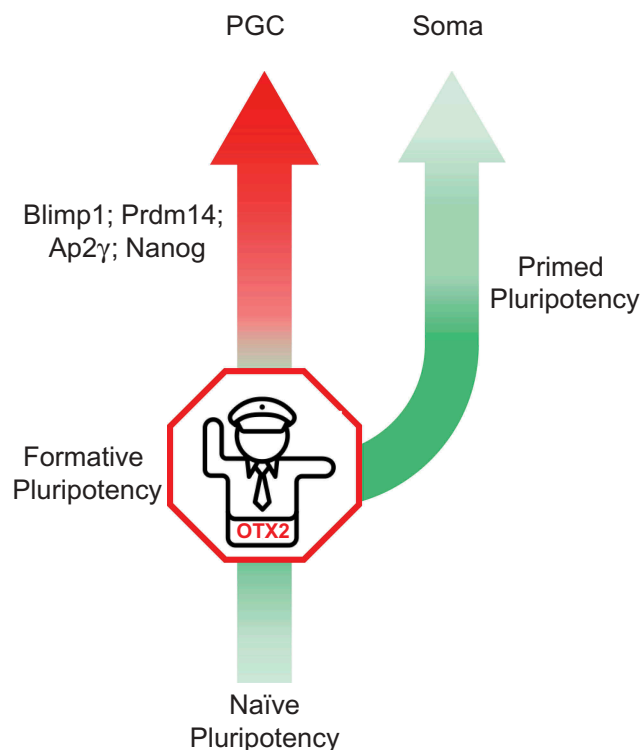 PGC
Soma
Blimp1; Prdm14;
Ap2γ; Nanog
Primed
Pluripotency
Formative
Pluripotency
OTX2
Naïve
Pluripotency